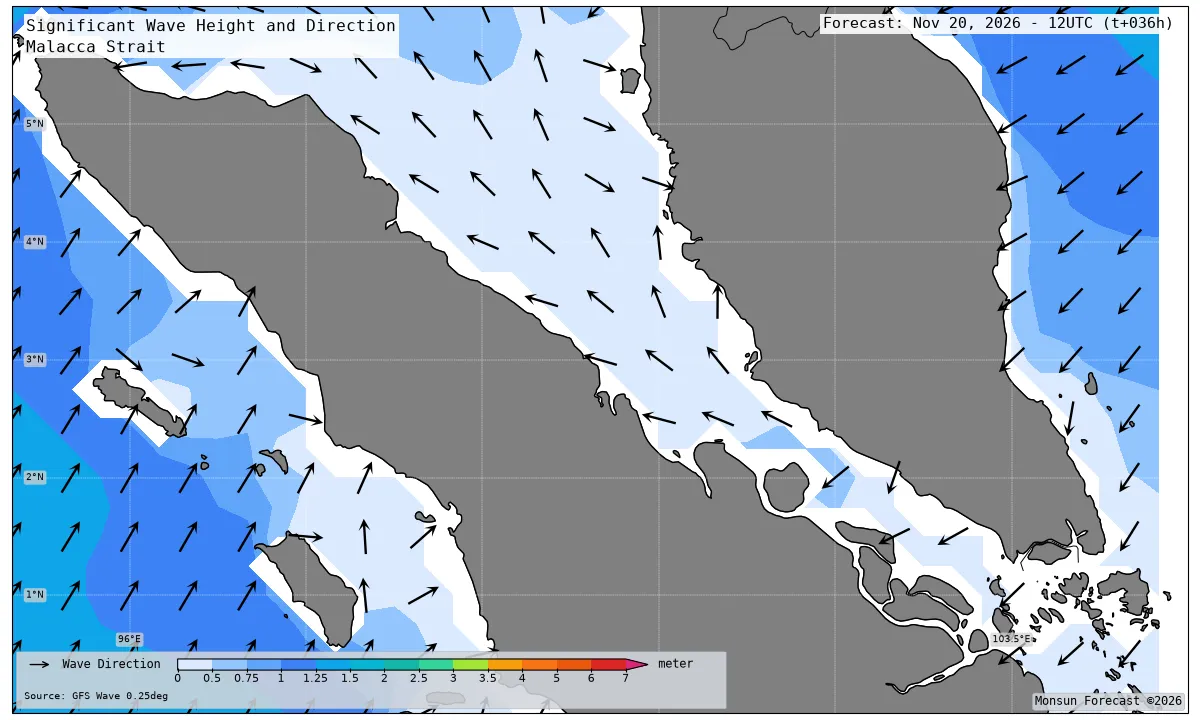 Significant Wave Height and Direction
Malacca Strait
Forecast: Nov 20, 2026 - 12UTC (t+036h)
5°N
4°N
3°N
2°N
1°N
96°E
103.5°E
Wave Direction
meter
0 0.5 0.75 1 1.25 1.5 2 2.5 3 3.5 4 5 6 7
Source: GFS Wave 0.25deg
Monsun Forecast ©2026